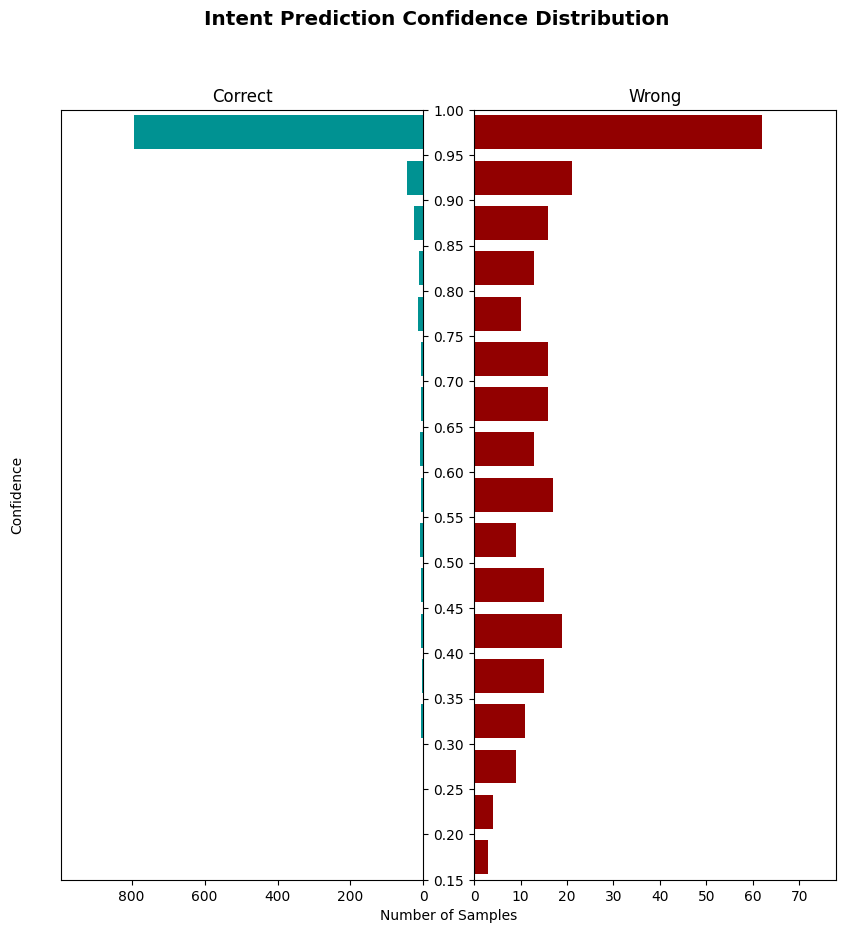 Intent Prediction Confidence Distribution
Correct
Wrong
1.00
0.95
0.90
0.85
0.80
0.75
0.70
0.65
0.60
0.55
0.50
0.45
0.40
0.35
0.30
0.25
0.20
0.15
Confidence
800 600 400 200 0
0 10 20 30 40 50 60 70
Number of Samples